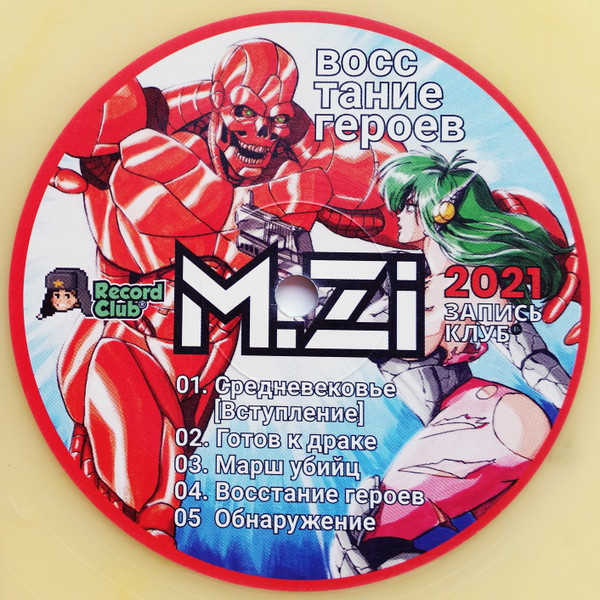 восс
тание
героев
M.Zi
Record
Club®
2021
ЗАПИСЬ
КЛУБ
01. Средневековье
[Вступление]
02. Готов к драке
03. Марш убийц
04. Восстание героев
05 Обнаружение